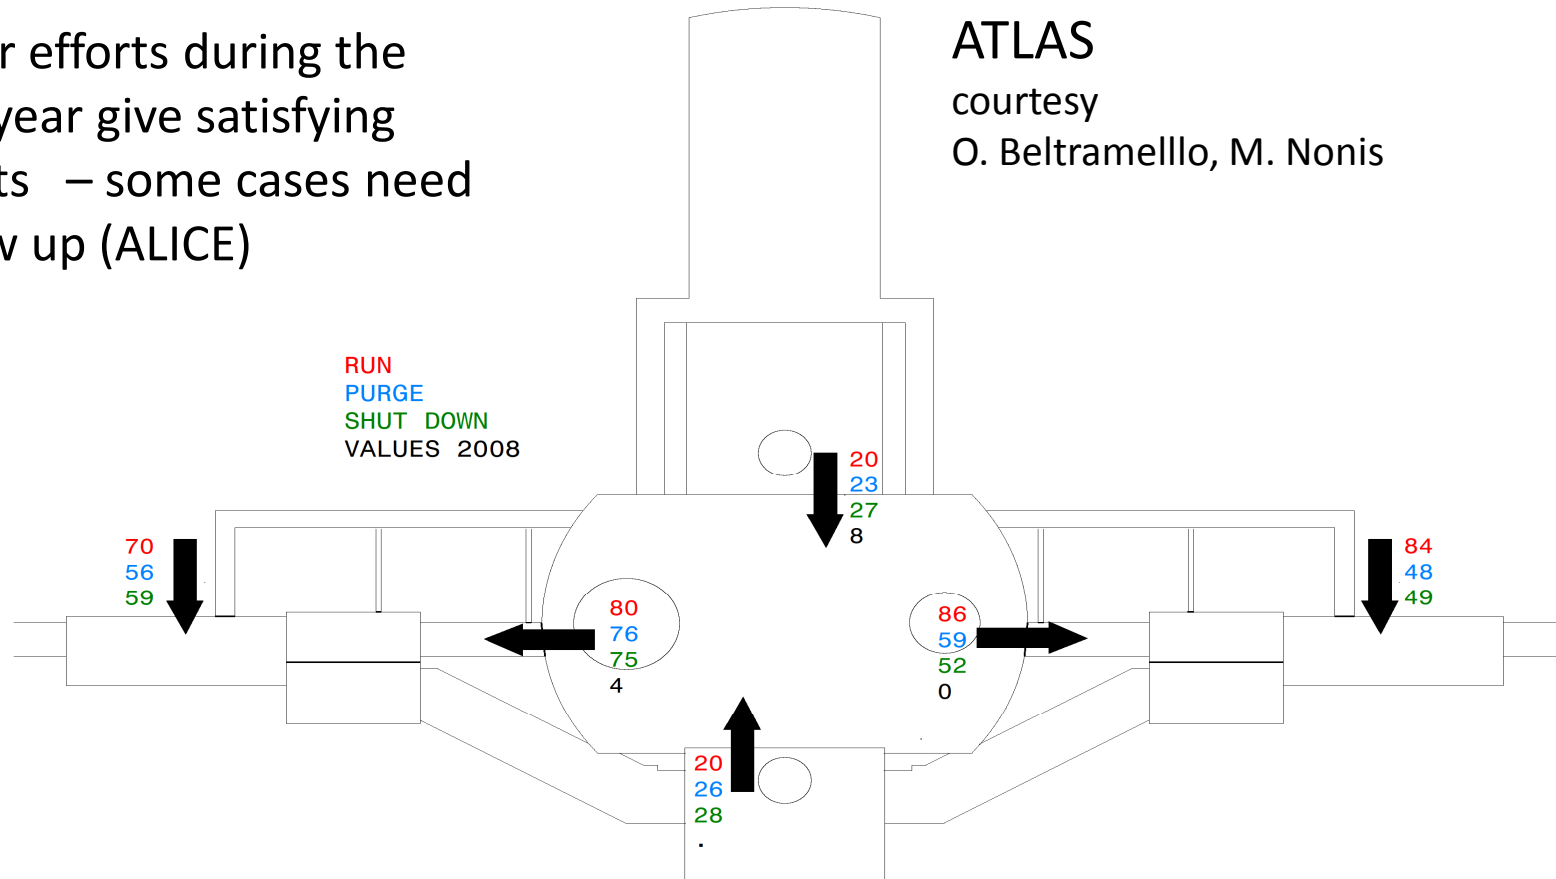 r efforts during the
year give satisfying
ts – some cases need
w up (ALICE)
ATLAS
courtesy
O. Beltramelllo, M. Nonis
RUN
PURGE
SHUT DOWN
VALUES 2008
20
23
27
8
70
56
59
84
48
49
80
76
75
4
86
59
52
0
20
26
28
.